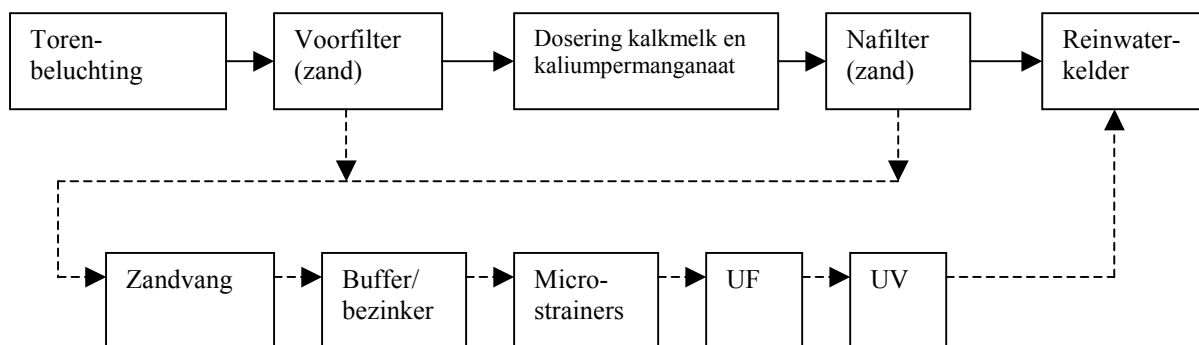 Toren-
beluchting
Voorfilter
(zand)
Dosering kalkmelk en
kaliumpermanganaat
Nafilter
(zand)
Reinwater-
kelder
Zandvang
Buffer/
bezinker
Micro-
strainers
UF
UV